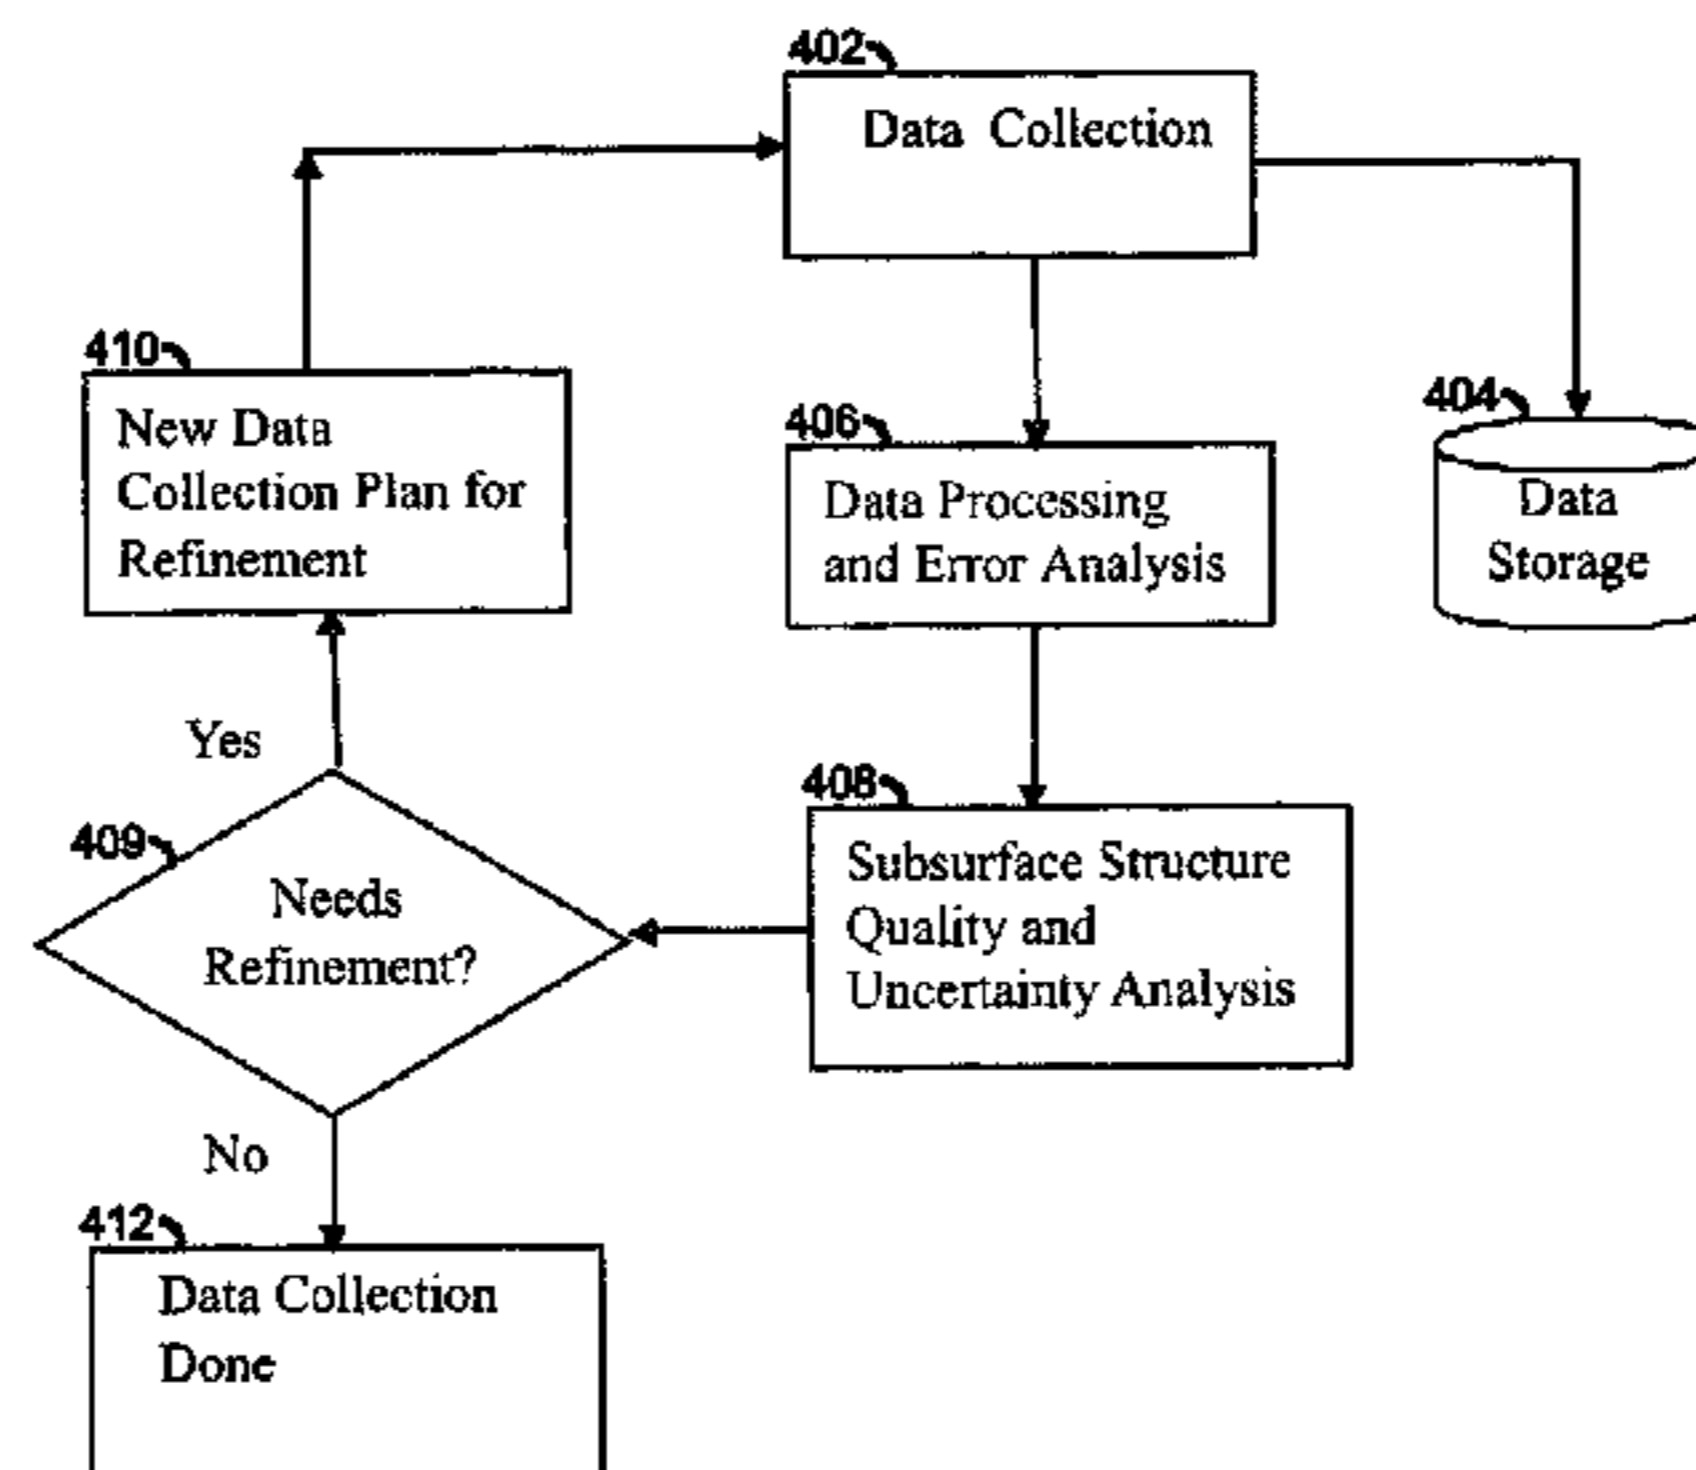 402
Data Collection
410
New Data
Collection Plan for
Refinement
406
Data Processing
and Error Analysis
404
Data
Storage
Yes
409
Needs
Refinement?
408
Subsurface Structure
Quality and
Uncertainty Analysis
No
412
Data Collection
Done